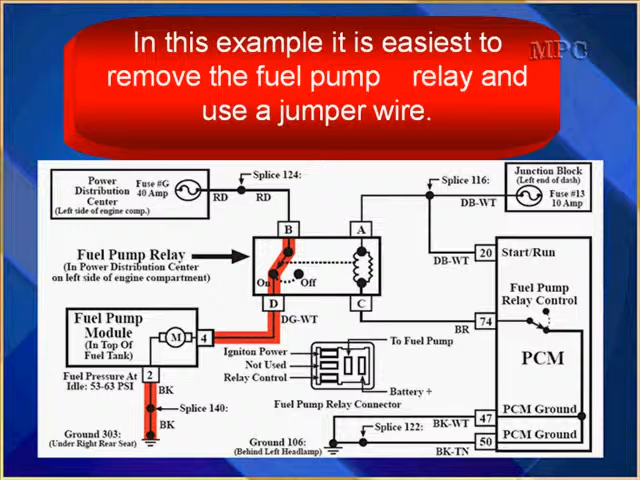 In this example it is easiest to
remove the fuel pump relay and
use a jumper wire.
MPC
Power
Distribution
Center
(Left side of engine comp.)
Fuse #G
40 Amp
RD
Splice 124:
RD
Splice 116:
DB-WT
Junction Block
(Left end of dash)
Fuse #13
10 Amp
B
A
Fuel Pump Relay
(In Power Distribution Center
on left side of engine compartment)
On
Off
D
C
DB-WT
20
Start/Run
Fuel Pump
Relay Control
74
BR
PCM
DG-WT
Fuel Pump
Module
(In Top Of
Fuel Tank)
M
4
2
Fuel Pressure At
Idle: 53-63 PSI
BK
Splice 140:
BK
Ground 303:
(Under Right Rear Seat)
To Fuel Pump
Igniton Power
Not Used
Relay Control
Battery +
Fuel Pump Relay Connector
BK-WT
47
PCM Ground
Splice 122:
50
PCM Ground
BK-TN
Ground 106:
(Behind Left Headlamp)